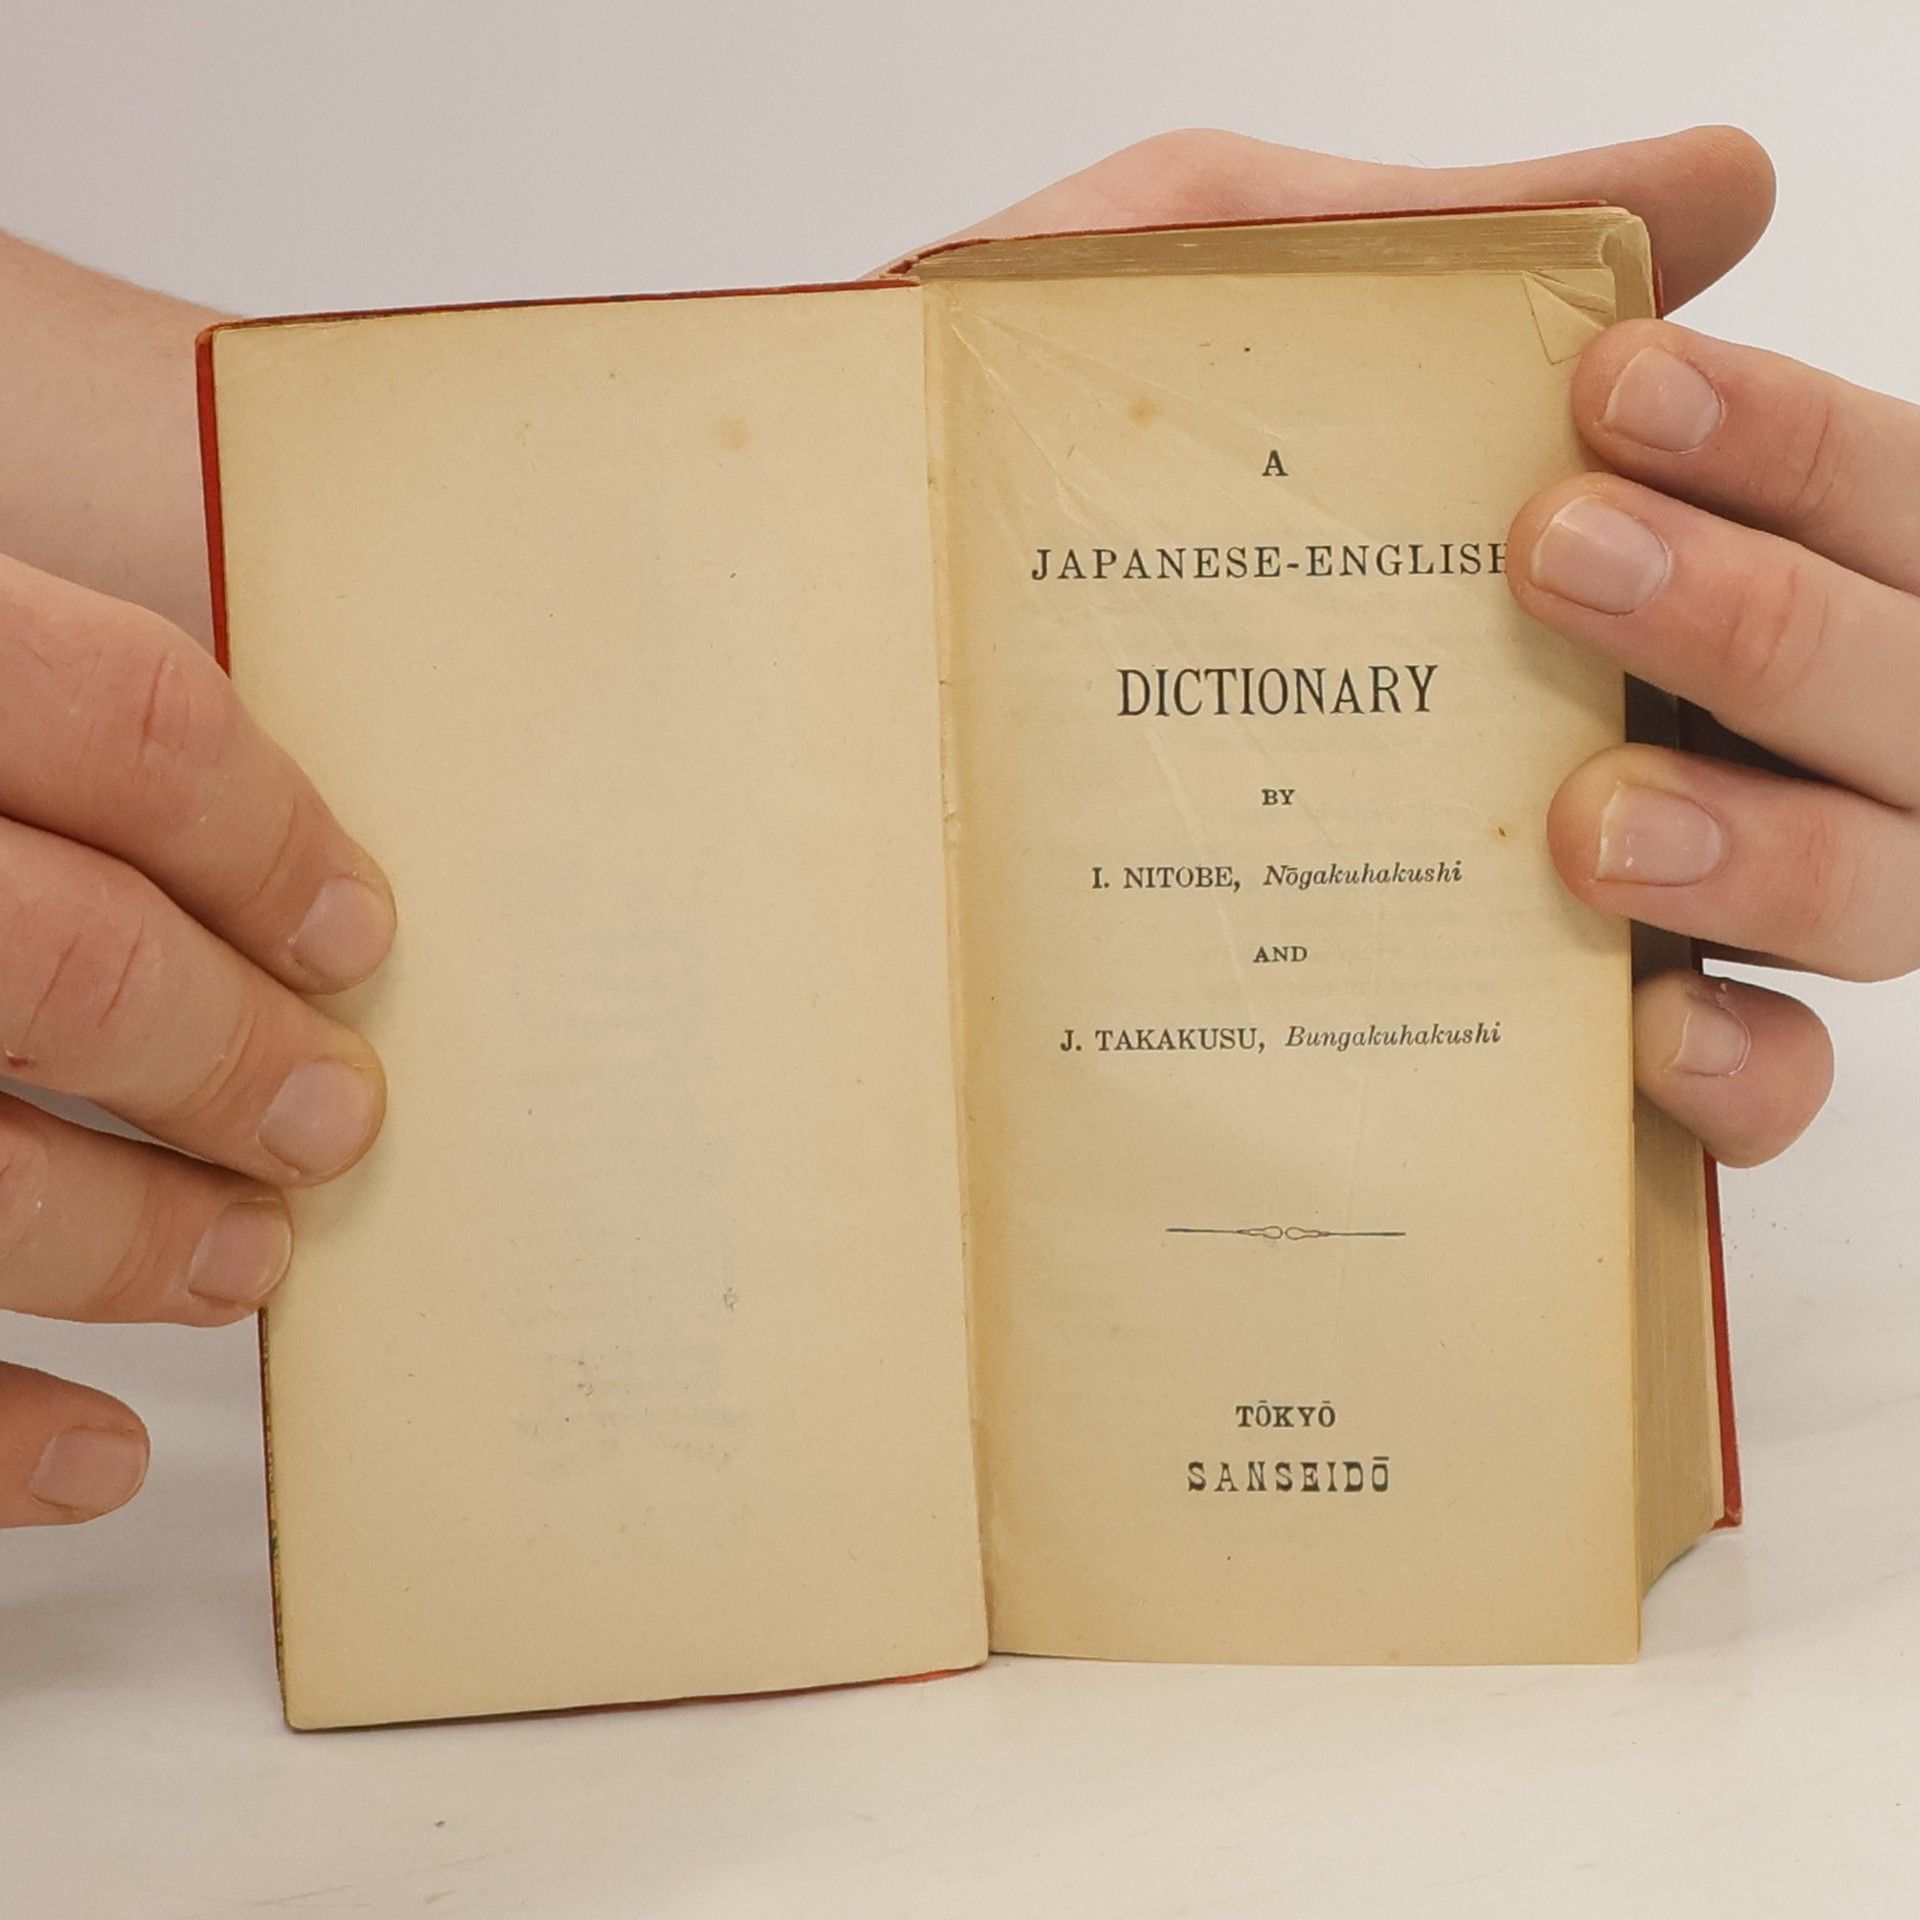 A
JAPANESE-ENGLISH
DICTIONARY
BY
I. NITOBE, Nōgakuhakushi
AND
J. TAKAKUSU, Bungakuhakushi
TŌKYŌ
SANSEIDŌ